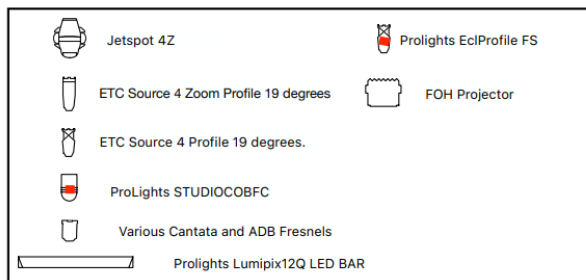 Jetspot 4Z
Prolights EclProfile FS
ETC Source 4 Zoom Profile 19 degrees
FOH Projector
ETC Source 4 Profile 19 degrees.
ProLights STUDIOCOBFC
Various Cantata and ADB Fresnels
Prolights Lumipix12Q LED BAR